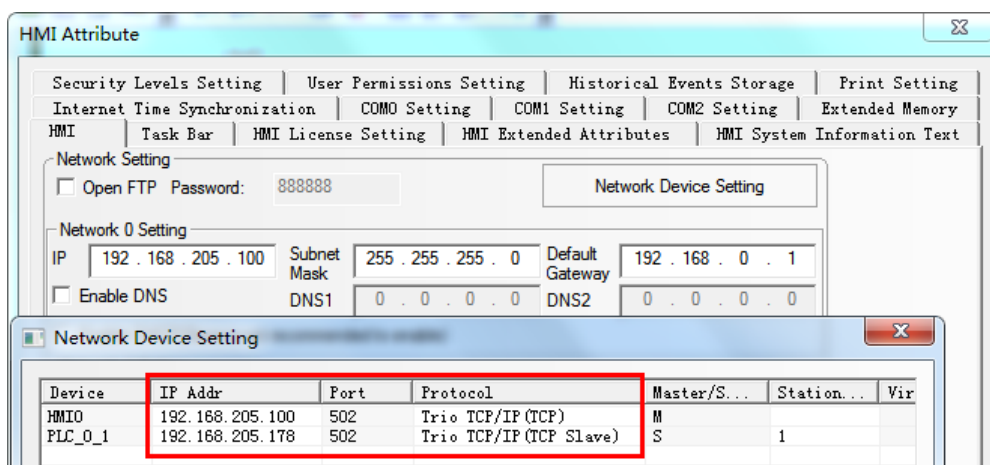 HMI Attribute
Security Levels Setting User Permissions Setting Historical Events Storage Print Setting
Internet Time Synchronization COM0 Setting COM1 Setting COM2 Setting Extended Memory
HMI Task Bar HMI License Setting HMI Extended Attributes HMI System Information Text
Network Setting
Open FTP Password: 888888 Network Device Setting
Network 0 Setting
IP 192 . 168 . 205 . 100 Subnet Mask 255 . 255 . 255 . 0 Default Gateway 192 . 168 . 0 . 1
Enable DNS DNS1 0 . 0 . 0 . 0 DNS2 0 . 0 . 0 . 0
Network Device Setting
Device IP Addr Port Protocol Master/S... Station... Vir
HMI0 192.168.205.100 502 Trio TCP/IP(TCP) M
PLC_0_1 192.168.205.178 502 Trio TCP/IP(TCP Slave) S 1